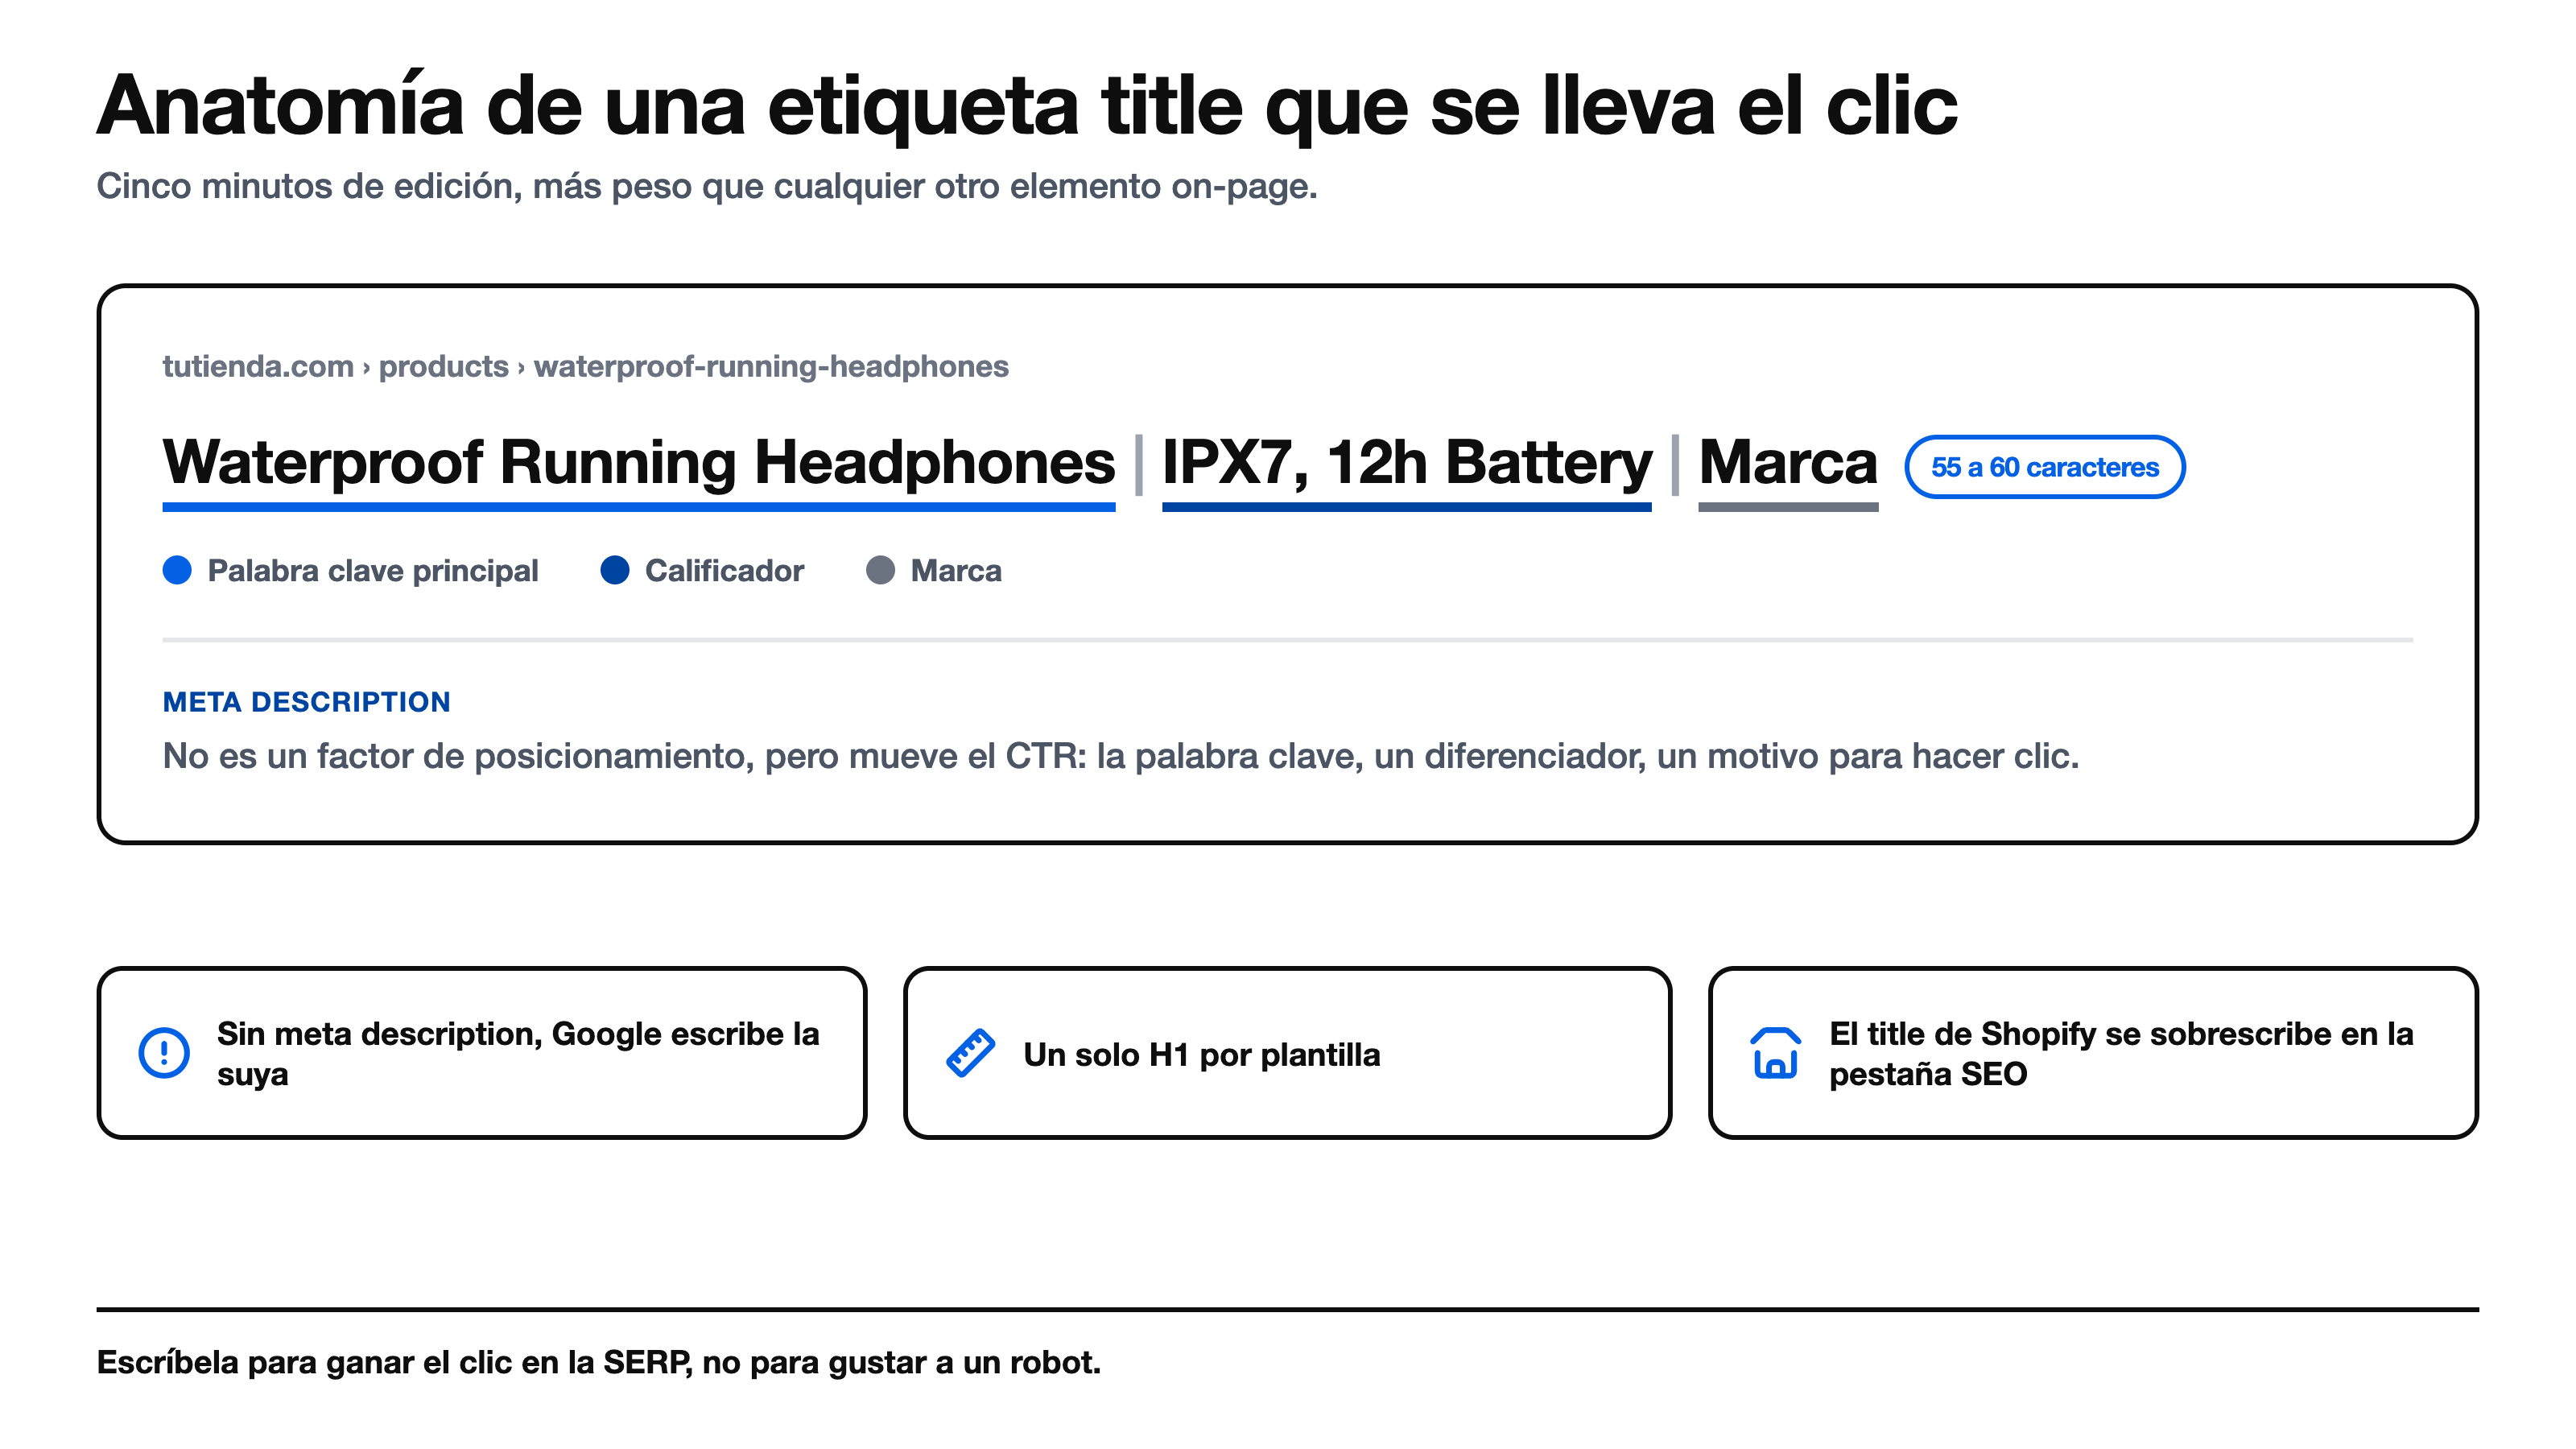 Anatomía de una etiqueta title que se lleva el clic
Cinco minutos de edición, más peso que cualquier otro elemento on-page.
tutienda.com › products › waterproof-running-headphones
Waterproof Running Headphones | IPX7, 12h Battery | Marca 55 a 60 caracteres
Palabra clave principal Calificador Marca
META DESCRIPTION
No es un factor de posicionamiento, pero mueve el CTR: la palabra clave, un diferenciador, un motivo para hacer clic.
Sin meta description, Google escribe la
suya
Un solo H1 por plantilla
El title de Shopify se sobrescribe en la
pestaña SEO
Escríbela para ganar el clic en la SERP, no para gustar a un robot.